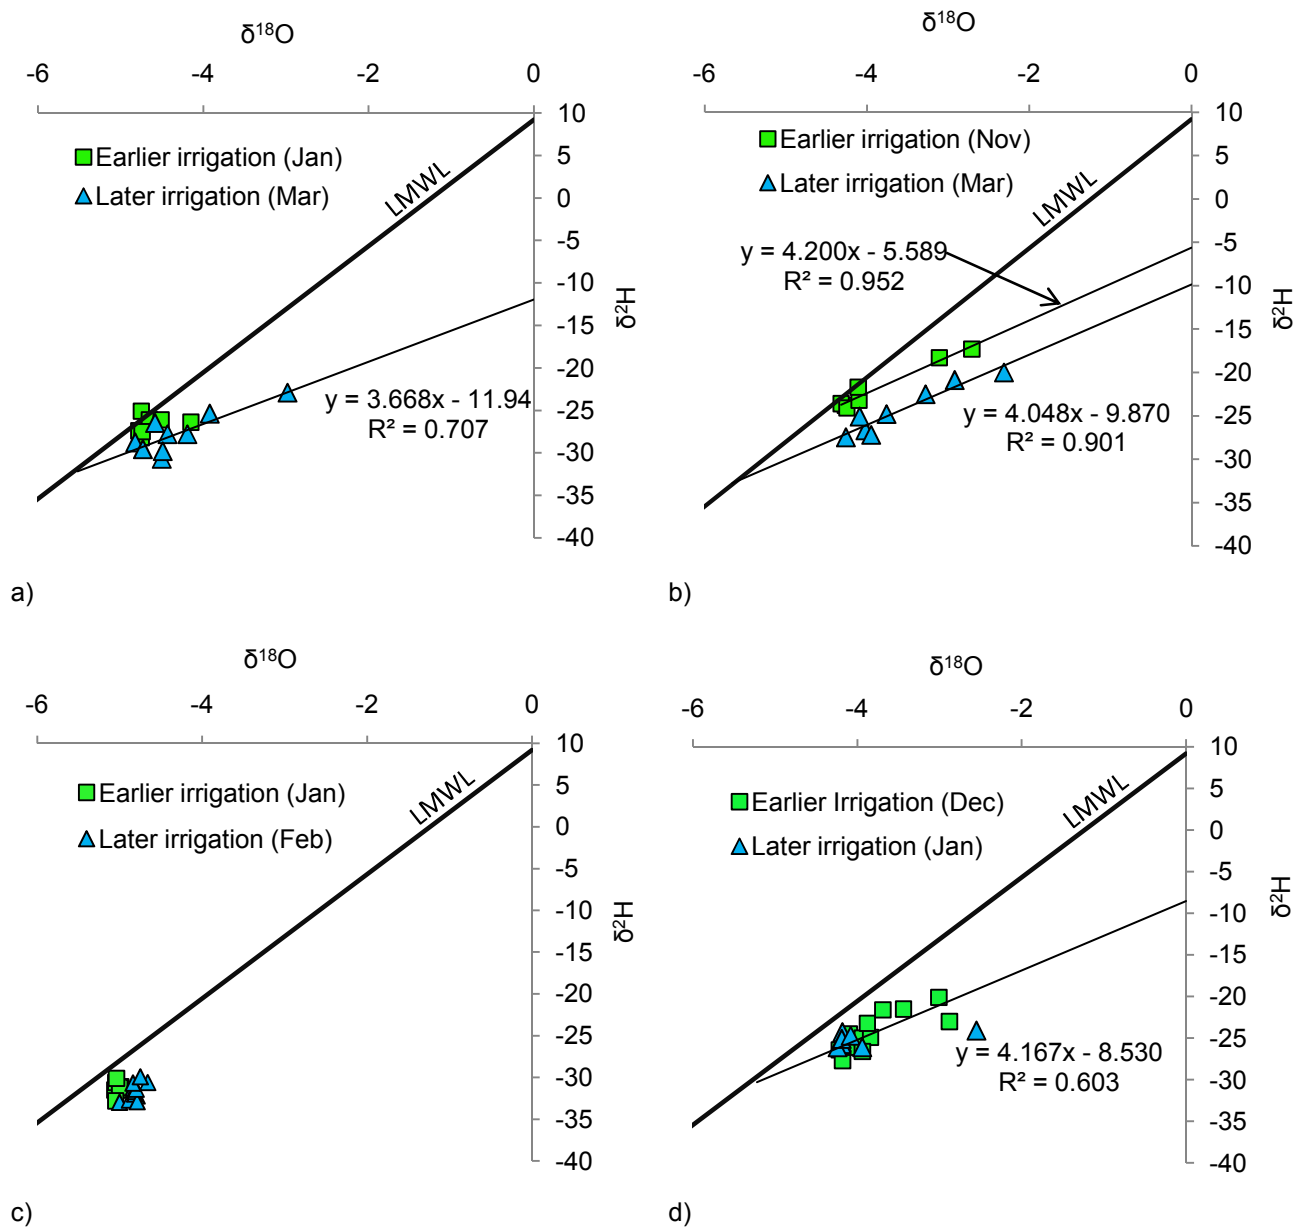 δ¹⁸O
-6 -4 -2 0
10
5
0
-5
-10
-15
-20
-25
-30
-35
-40
δ²H
Earlier irrigation (Jan)
Later irrigation (Mar)
LMWL
y = 3.668x - 11.94
R² = 0.707
a)
δ¹⁸O
-6 -4 -2 0
10
5
0
-5
-10
-15
-20
-25
-30
-35
-40
δ²H
Earlier irrigation (Nov)
Later irrigation (Mar)
LMWL
y = 4.200x - 5.589
R² = 0.952
y = 4.048x - 9.870
R² = 0.901
b)
δ¹⁸O
-6 -4 -2 0
10
5
0
-5
-10
-15
-20
-25
-30
-35
-40
δ²H
Earlier irrigation (Jan)
Later irrigation (Feb)
LMWL
c)
δ¹⁸O
-6 -4 -2 0
10
5
0
-5
-10
-15
-20
-25
-30
-35
-40
δ²H
Earlier Irrigation (Dec)
Later irrigation (Jan)
LMWL
y = 4.167x - 8.530
R² = 0.603
d)